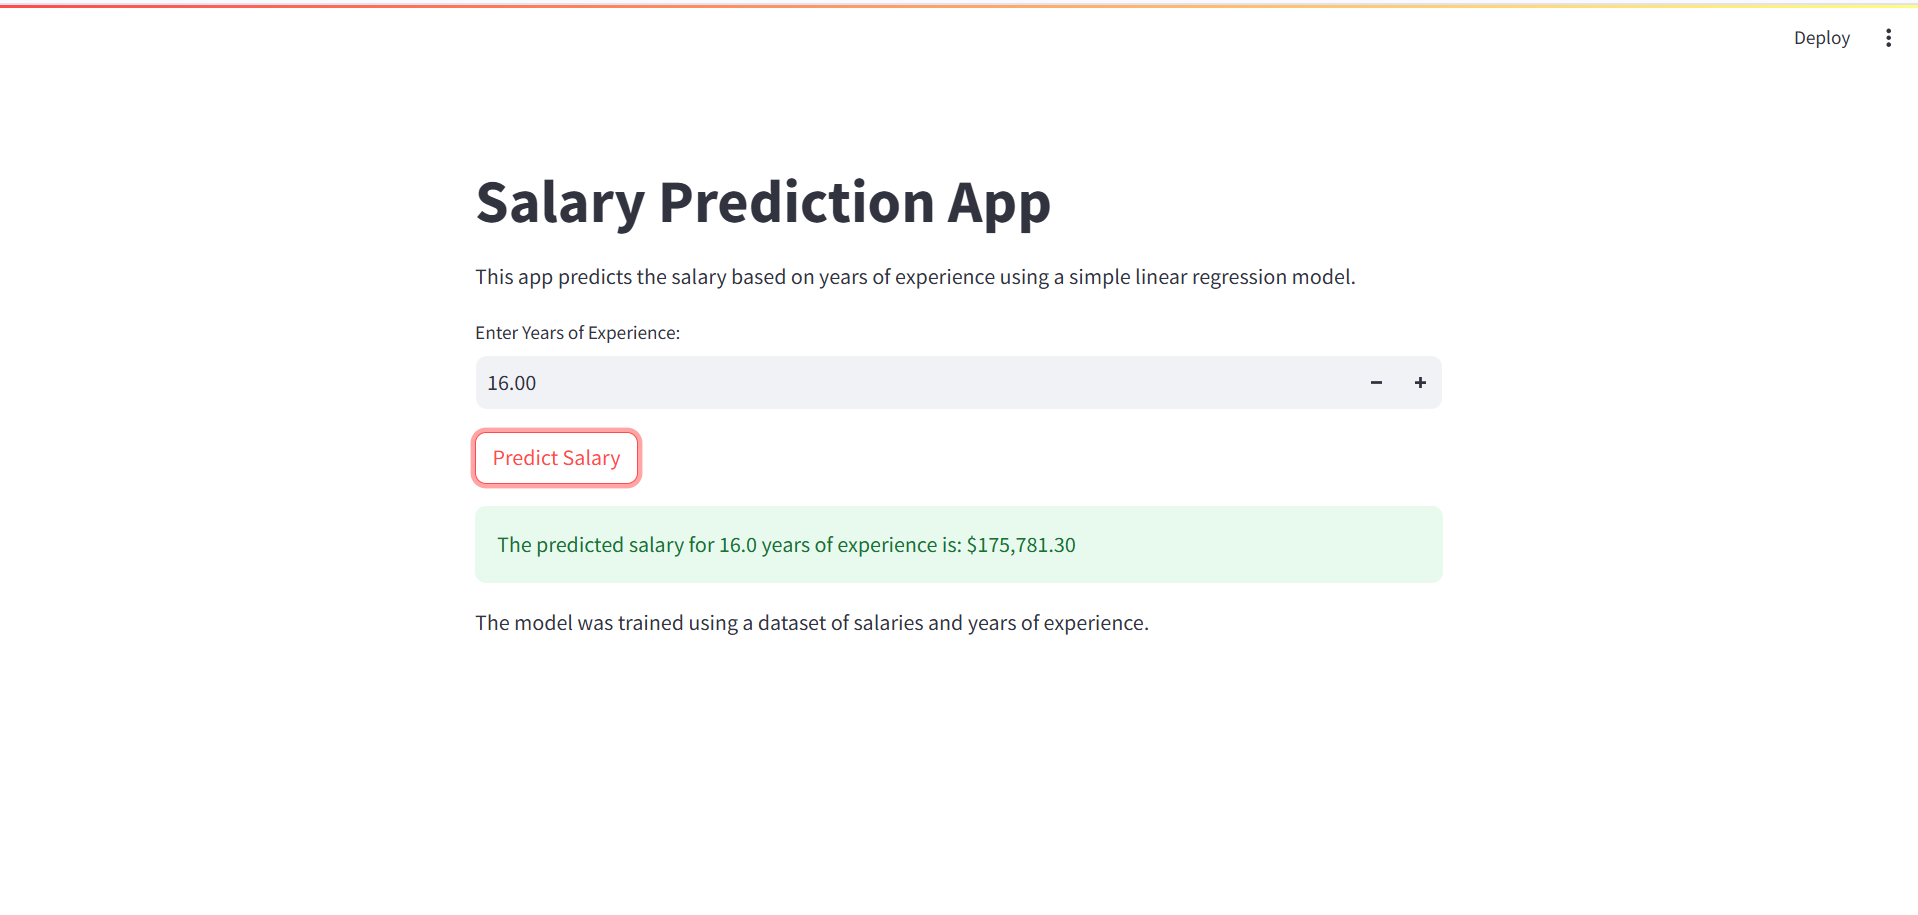 Deploy
Salary Prediction App
This app predicts the salary based on years of experience using a simple linear regression model.
Enter Years of Experience:
16.00
Predict Salary
The predicted salary for 16.0 years of experience is: $175,781.30
The model was trained using a dataset of salaries and years of experience.